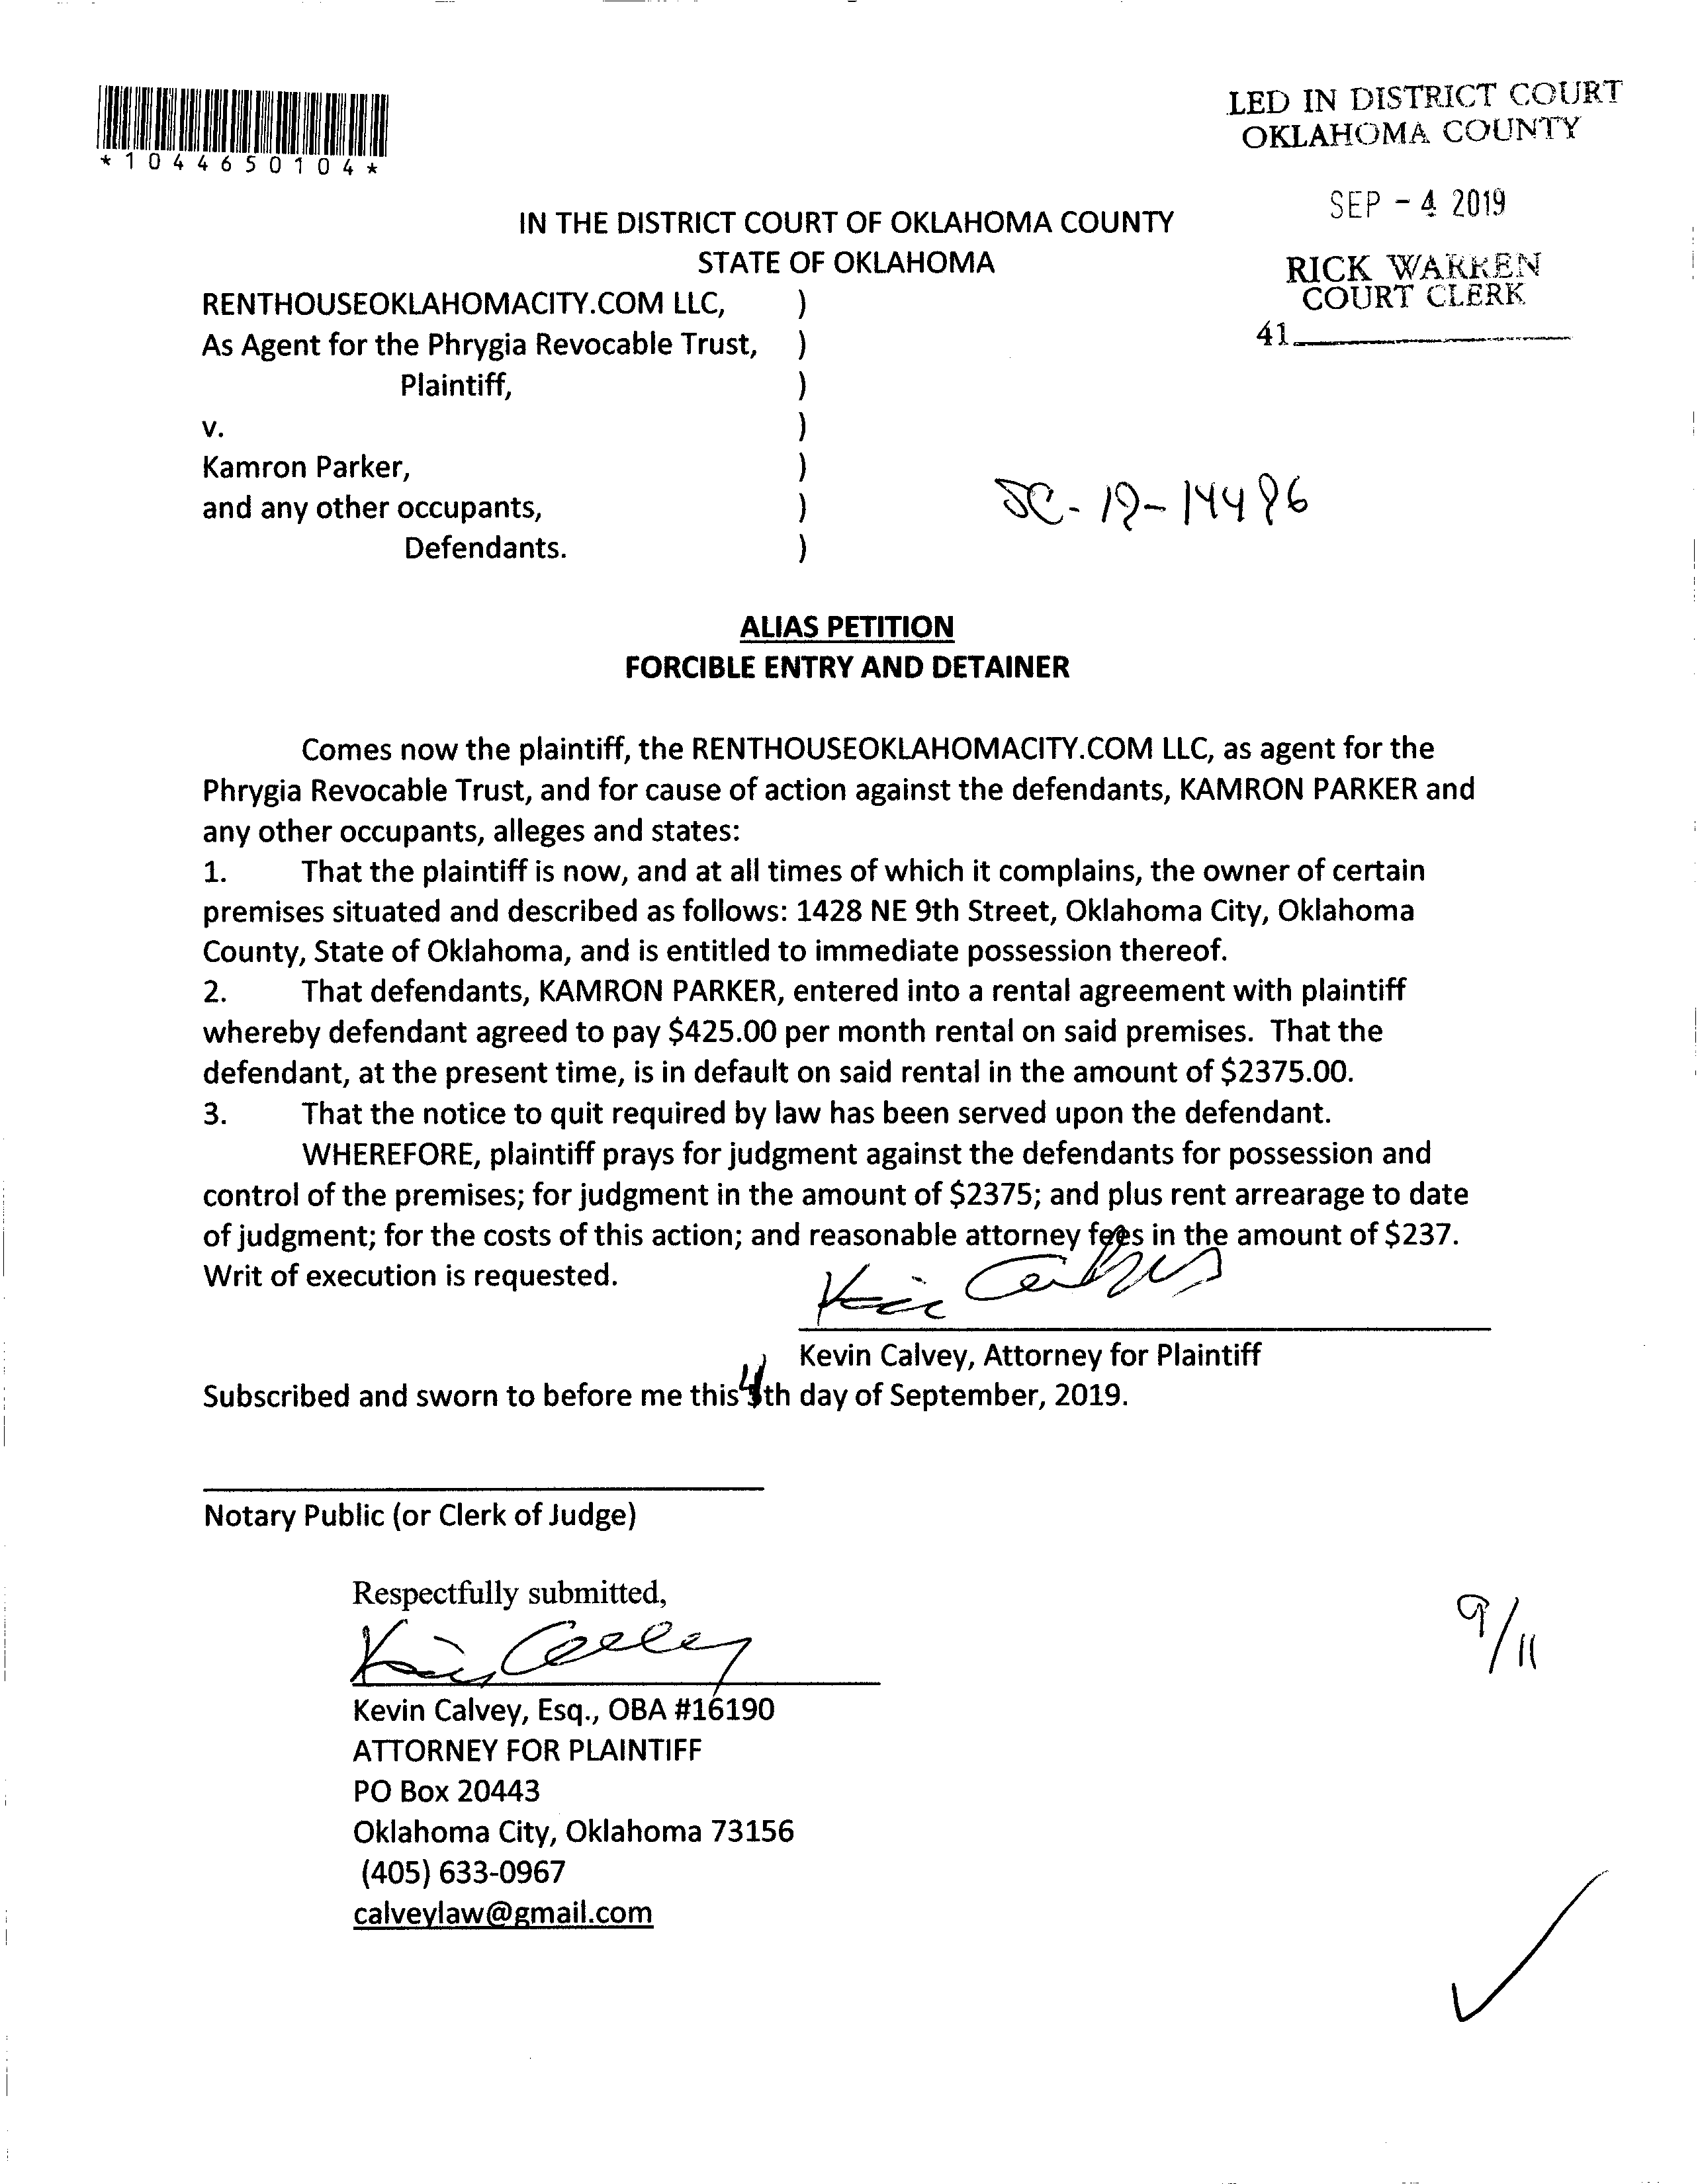 *1044650104*
LED IN DISTRICT COURT
OKLAHOMA COUNTY
SEP - 4 2019
RICK WARREN
COURT CLERK
41
IN THE DISTRICT COURT OF OKLAHOMA COUNTY
STATE OF OKLAHOMA
RENTHOUSEOKLAHOMACITY.COM LLC, )
As Agent for the Phrygia Revocable Trust, )
Plaintiff, )
v. )
Kamron Parker, )
and any other occupants, )
Defendants. )
SC-19-14496
ALIAS PETITION
FORCIBLE ENTRY AND DETAINER
Comes now the plaintiff, the RENTHOUSEOKLAHOMACITY.COM LLC, as agent for the
Phrygia Revocable Trust, and for cause of action against the defendants, KAMRON PARKER and
any other occupants, alleges and states:
1. That the plaintiff is now, and at all times of which it complains, the owner of certain
premises situated and described as follows: 1428 NE 9th Street, Oklahoma City, Oklahoma
County, State of Oklahoma, and is entitled to immediate possession thereof.
2. That defendants, KAMRON PARKER, entered into a rental agreement with plaintiff
whereby defendant agreed to pay $425.00 per month rental on said premises. That the
defendant, at the present time, is in default on said rental in the amount of $2375.00.
3. That the notice to quit required by law has been served upon the defendant.
WHEREFORE, plaintiff prays for judgment against the defendants for possession and
control of the premises; for judgment in the amount of $2375; and plus rent arrearage to date
of judgment; for the costs of this action; and reasonable attorney fees in the amount of $237.
Writ of execution is requested.
Kevin Calvey, Attorney for Plaintiff
Subscribed and sworn to before me this 4th day of September, 2019.
Notary Public (or Clerk of Judge)
Respectfully submitted,
Kevin Calvey, Esq., OBA #16190
ATTORNEY FOR PLAINTIFF
PO Box 20443
Oklahoma City, Oklahoma 73156
(405) 633-0967
calveylaw@gmail.com
9/11